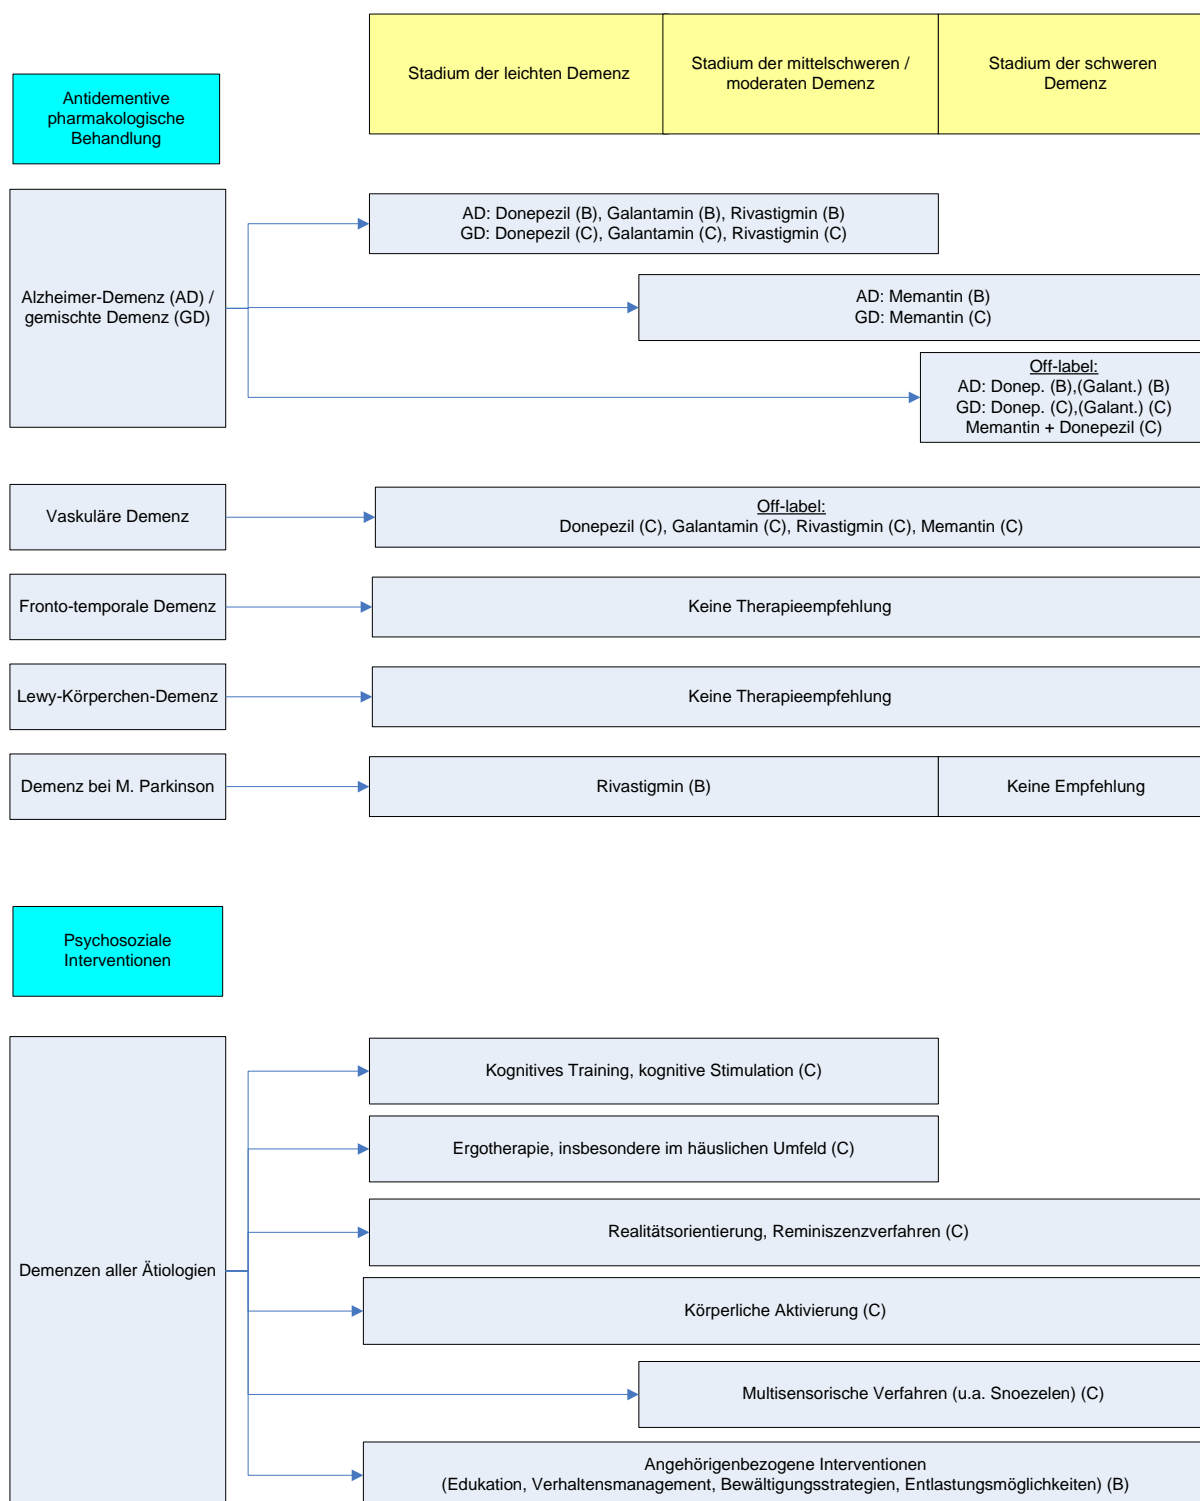 Stadium der leichten Demenz
Stadium der mittelschweren /
moderaten Demenz
Stadium der schweren
Demenz
Antidementive
pharmakologische
Behandlung
Alzheimer-Demenz (AD) /
gemischte Demenz (GD)
AD: Donepezil (B), Galantamin (B), Rivastigmin (B)
GD: Donepezil (C), Galantamin (C), Rivastigmin (C)
AD: Memantin (B)
GD: Memantin (C)
Off-label:
AD: Donep. (B),(Galant.) (B)
GD: Donep. (C),(Galant.) (C)
Memantin + Donepezil (C)
Vaskuläre Demenz
Off-label:
Donepezil (C), Galantamin (C), Rivastigmin (C), Memantin (C)
Fronto-temporale Demenz
Keine Therapieempfehlung
Lewy-Körperchen-Demenz
Keine Therapieempfehlung
Demenz bei M. Parkinson
Rivastigmin (B)
Keine Empfehlung
Psychosoziale
Interventionen
Demenzen aller Ätiologien
Kognitives Training, kognitive Stimulation (C)
Ergotherapie, insbesondere im häuslichen Umfeld (C)
Realitätsorientierung, Reminiszenzverfahren (C)
Körperliche Aktivierung (C)
Multisensorische Verfahren (u.a. Snoezelen) (C)
Angehörigenbezogene Interventionen
(Edukation, Verhaltensmanagement, Bewältigungsstrategien, Entlastungsmöglichkeiten) (B)